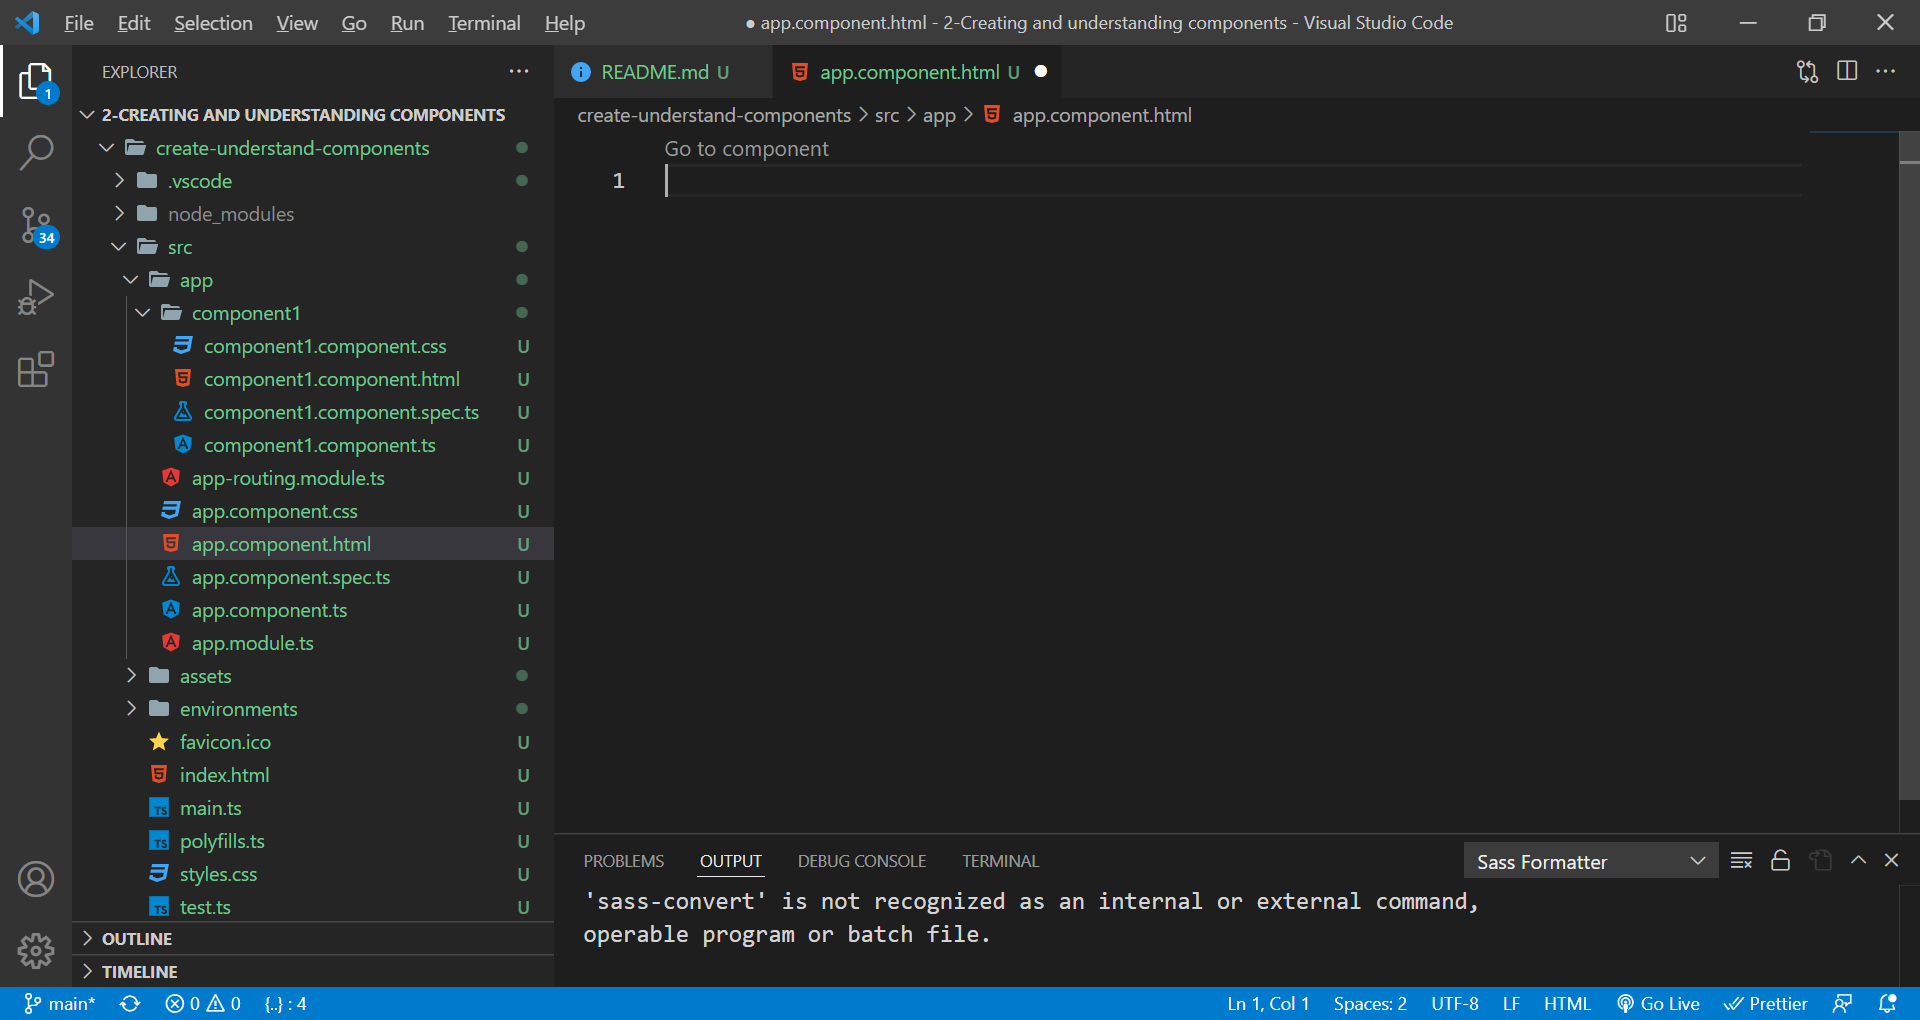 File Edit Selection View Go Run Terminal Help
● app.component.html - 2-Creating and understanding components - Visual Studio Code
EXPLORER
1
34
2-CREATING AND UNDERSTANDING COMPONENTS
create-understand-components
.vscode
node_modules
src
app
component1
component1.component.css U
component1.component.html U
component1.component.spec.ts U
component1.component.ts U
app-routing.module.ts U
app.component.css U
app.component.html U
app.component.spec.ts U
app.component.ts U
app.module.ts U
assets
environments
favicon.ico U
index.html U
main.ts U
polyfills.ts U
styles.css U
test.ts U
OUTLINE
TIMELINE
README.md U
app.component.html U
create-understand-components > src > app > app.component.html
Go to component
1
PROBLEMS OUTPUT DEBUG CONSOLE TERMINAL
Sass Formatter
'sass-convert' is not recognized as an internal or external command,
operable program or batch file.
main* 0 0 {..} : 4
Ln 1, Col 1 Spaces: 2 UTF-8 LF HTML Go Live Prettier